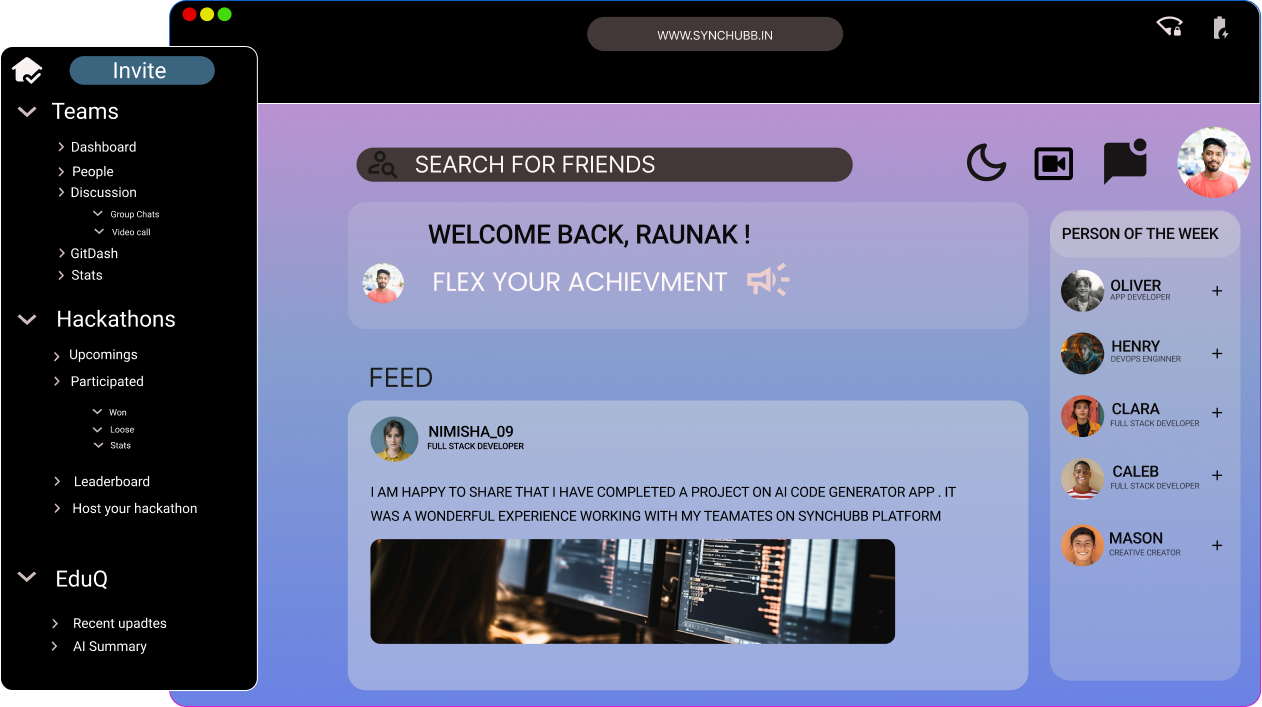 WWW.SYNCHUBB.IN
Invite
Teams
Dashboard
People
Discussion
Group Chats
Video call
GitDash
Stats
Hackathons
Upcomings
Participated
Won
Loose
Stats
Leaderboard
Host your hackathon
EduQ
Recent upadtes
AI Summary
SEARCH FOR FRIENDS
WELCOME BACK, RAUNAK !
FLEX YOUR ACHIEVMENT
FEED
NIMISHA_09
FULL STACK DEVELOPER
I AM HAPPY TO SHARE THAT I HAVE COMPLETED A PROJECT ON AI CODE GENERATOR APP . IT
WAS A WONDERFUL EXPERIENCE WORKING WITH MY TEAMATES ON SYNCHUBB PLATFORM
PERSON OF THE WEEK
OLIVER
APP DEVELOPER
HENRY
DEVOPS ENGINNER
CLARA
FULL STACK DEVELOPER
CALEB
FULL STACK DEVELOPER
MASON
CREATIVE CREATOR